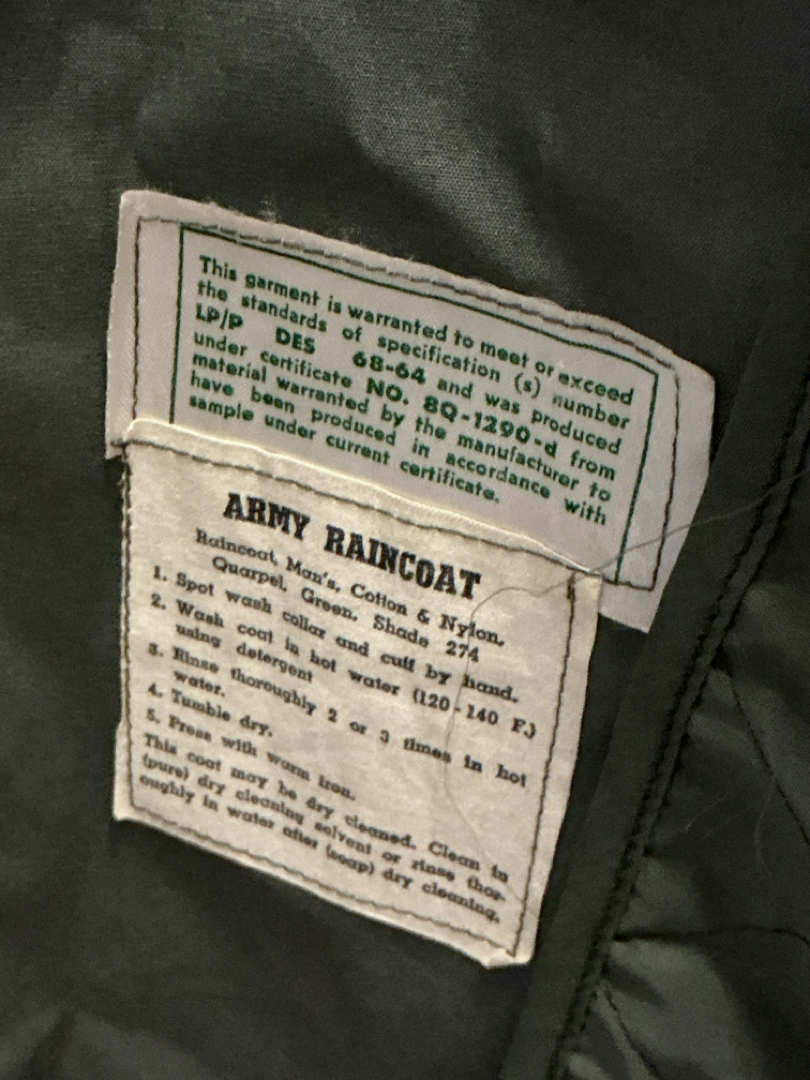 This garment is warranted to meet or exceed
the standards of specification (s) number
LP/P DES 68-64 and was produced
under certificate NO. 8Q-1290-d from
material warranted by the manufacturer to
have been produced in accordance with
sample under current certificate.
ARMY RAINCOAT
Raincoat, Man's, Cotton & Nylon,
Quarpel, Green, Shade 274
1. Spot wash collar and cuff by hand.
2. Wash coat in hot water (120-140 F.)
using detergent
3. Rinse thoroughly 2 or 3 times in hot
water.
4. Tumble dry.
5. Press with warm iron.
This coat may be dry cleaned. Clean in
(pure) dry cleaning solvent or rinse thor-
oughly in water after (soap) dry cleaning.